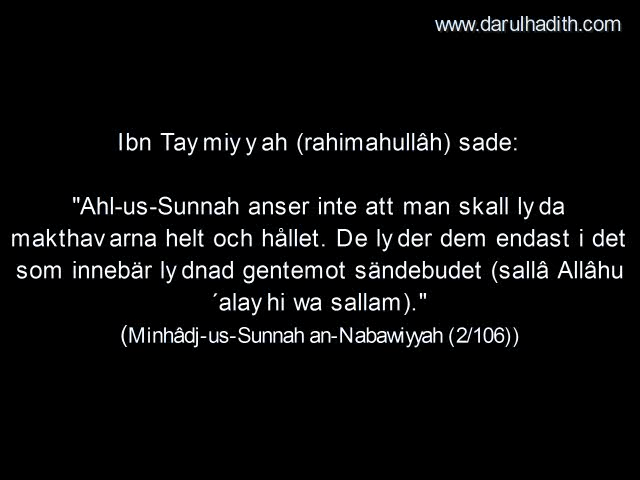 www.darulhadith.com
Ibn Taymiyyah (rahimahullâh) sade:
"Ahl-us-Sunnah anser inte att man skall lyda
makthavarna helt och hållet. De lyder dem endast i det
som innebär lydnad gentemot sändebudet (sallâ Allâhu
´alayhi wa sallam)."
(Minhâdj-us-Sunnah an-Nabawiyyah (2/106))